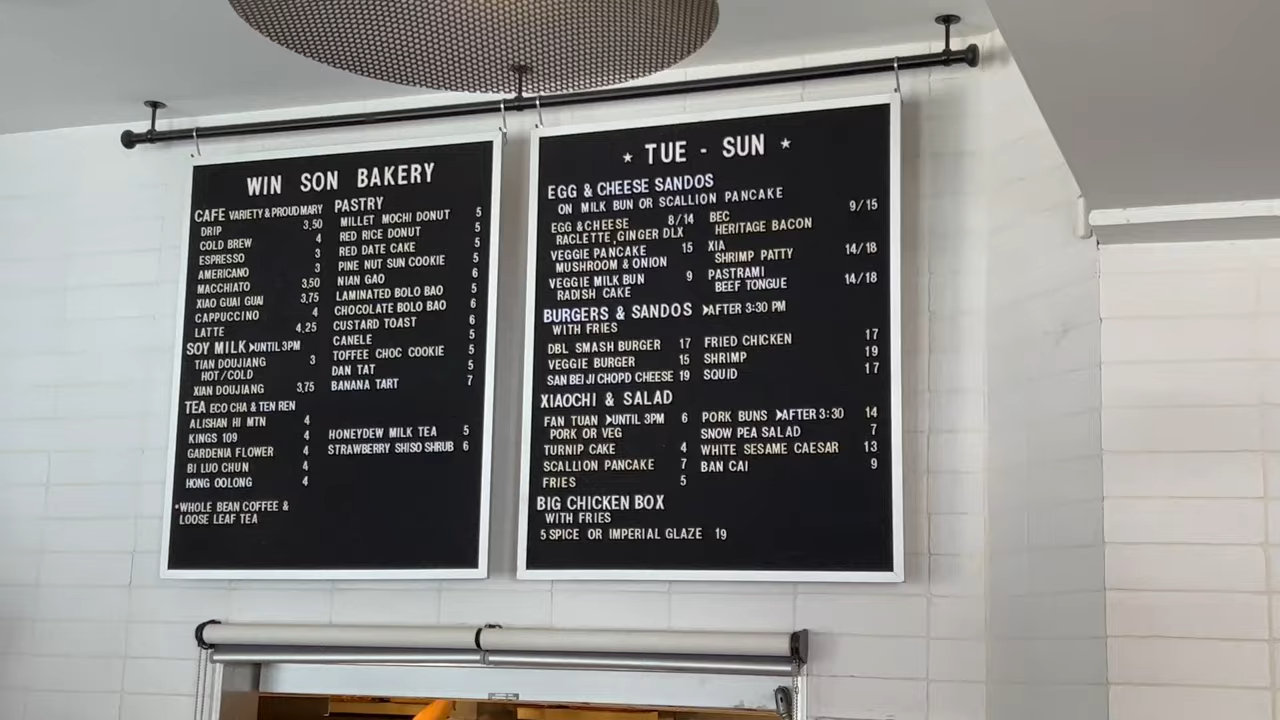 WIN SON BAKERY
CAFE VARIETY & PROUD MARY
DRIP 3,50
COLD BREW 4
ESPRESSO 3
AMERICANO 3
MACCHIATO 3,50
XIAO GUAI GUAI 3,75
CAPPUCCINO 4
LATTE 4,25
SOY MILK ➤UNTIL 3PM
TIAN DOUJIANG 3
HOT/COLD
XIAN DOUJIANG 3,75
TEA ECO CHA & TEN REN
ALISHAN HI MTN 4
KINGS 109 4
GARDENIA FLOWER 4
BI LUO CHUN 4
HONG OOLONG 4
*WHOLE BEAN COFFEE &
LOOSE LEAF TEA
PASTRY
MILLET MOCHI DONUT 5
RED RICE DONUT 5
RED DATE CAKE 5
PINE NUT SUN COOKIE 5
NIAN GAO 6
LAMINATED BOLO BAO 5
CHOCOLATE BOLO BAO 6
CUSTARD TOAST 6
CANELE 5
TOFFEE CHOC COOKIE 5
DAN TAT 5
BANANA TART 7
HONEYDEW MILK TEA 5
STRAWBERRY SHISO SHRUB 6
★ TUE - SUN ★
EGG & CHEESE SANDOS
ON MILK BUN OR SCALLION PANCAKE
EGG & CHEESE 8/14
RACLETTE, GINGER DLX
VEGGIE PANCAKE 15
MUSHROOM & ONION
VEGGIE MILK BUN 9
RADISH CAKE
BEC 9/15
HERITAGE BACON
XIA 14/18
SHRIMP PATTY
PASTRAMI 14/18
BEEF TONGUE
BURGERS & SANDOS ➤AFTER 3:30 PM
WITH FRIES
DBL SMASH BURGER 17
VEGGIE BURGER 15
SAN BEI JI CHOPD CHEESE 19
FRIED CHICKEN 17
SHRIMP 19
SQUID 17
XIAOCHI & SALAD
FAN TUAN ➤UNTIL 3PM 6
PORK OR VEG
TURNIP CAKE 4
SCALLION PANCAKE 7
FRIES 5
PORK BUNS ➤AFTER 3:30 14
SNOW PEA SALAD 7
WHITE SESAME CAESAR 13
BAN CAI 9
BIG CHICKEN BOX
WITH FRIES
5 SPICE OR IMPERIAL GLAZE 19